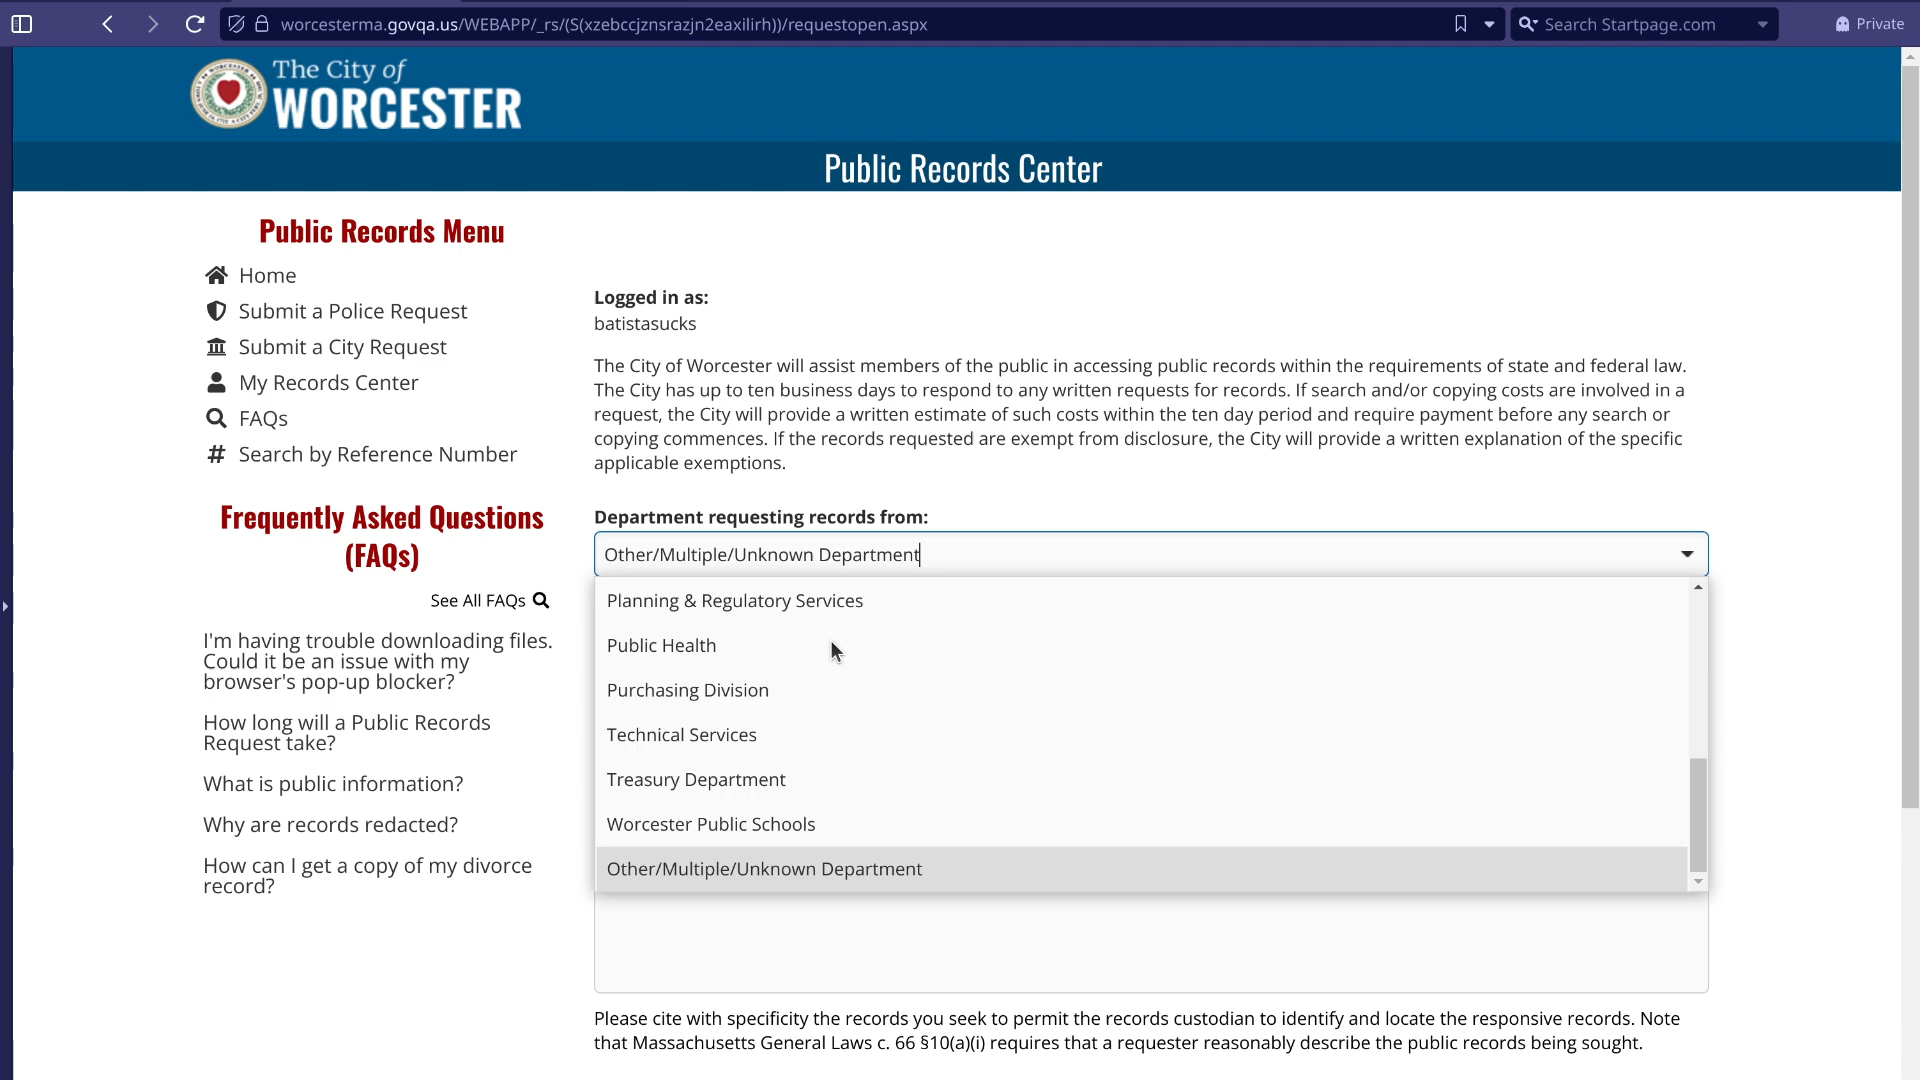 worcesterma.govqa.us/WEBAPP/_rs/(S(xzebccjznsrazjn2eaxilirh))/requestopen.aspx
Search Startpage.com
Private
The City of
WORCESTER
Public Records Center
Public Records Menu
Home
Submit a Police Request
Submit a City Request
My Records Center
FAQs
# Search by Reference Number
Frequently Asked Questions
(FAQs)
See All FAQs
I'm having trouble downloading files.
Could it be an issue with my
browser's pop-up blocker?
How long will a Public Records
Request take?
What is public information?
Why are records redacted?
How can I get a copy of my divorce
record?
Logged in as:
batistasucks
The City of Worcester will assist members of the public in accessing public records within the requirements of state and federal law.
The City has up to ten business days to respond to any written requests for records. If search and/or copying costs are involved in a
request, the City will provide a written estimate of such costs within the ten day period and require payment before any search or
copying commences. If the records requested are exempt from disclosure, the City will provide a written explanation of the specific
applicable exemptions.
Department requesting records from:
Other/Multiple/Unknown Department
Planning & Regulatory Services
Public Health
Purchasing Division
Technical Services
Treasury Department
Worcester Public Schools
Other/Multiple/Unknown Department
Please cite with specificity the records you seek to permit the records custodian to identify and locate the responsive records. Note
that Massachusetts General Laws c. 66 §10(a)(i) requires that a requester reasonably describe the public records being sought.